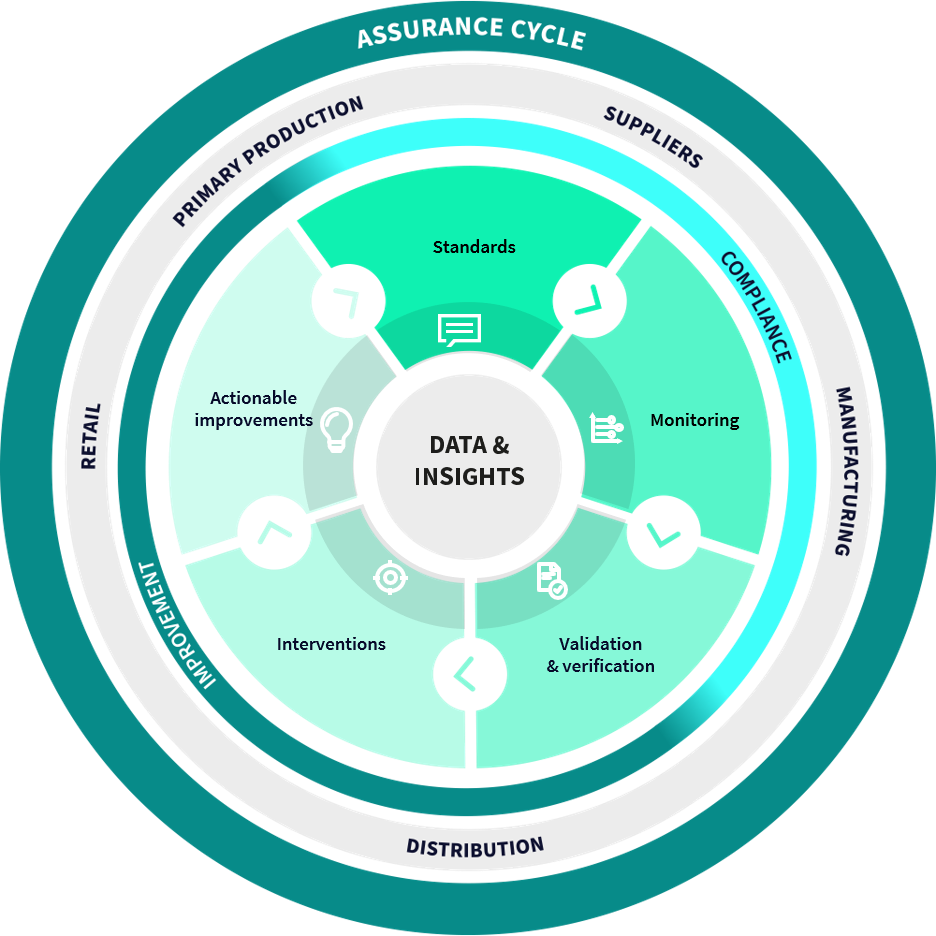 ASSURANCE CYCLE
PRIMARY PRODUCTION
SUPPLIERS
COMPLIANCE
MANUFACTURING
DISTRIBUTION
IMPROVEMENT
RETAIL
Standards
Monitoring
Validation
& verification
Interventions
Actionable
improvements
DATA &
INSIGHTS